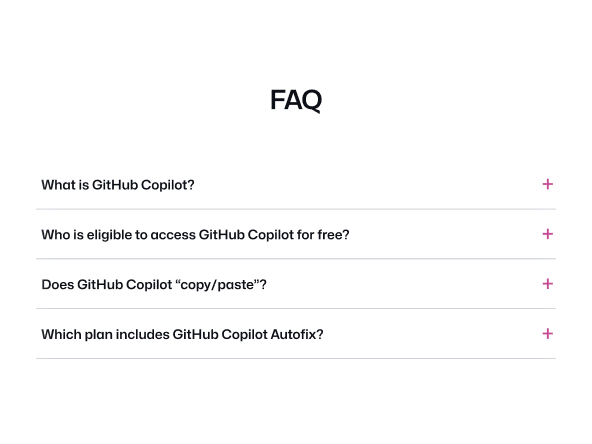 FAQ
What is GitHub Copilot?
Who is eligible to access GitHub Copilot for free?
Does GitHub Copilot “copy/paste”?
Which plan includes GitHub Copilot Autofix?